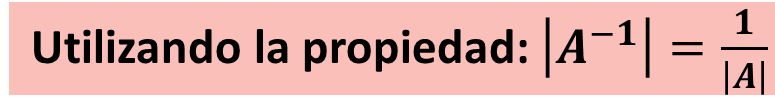 Utilizando la propiedad: |A⁻¹| = 1/|A|